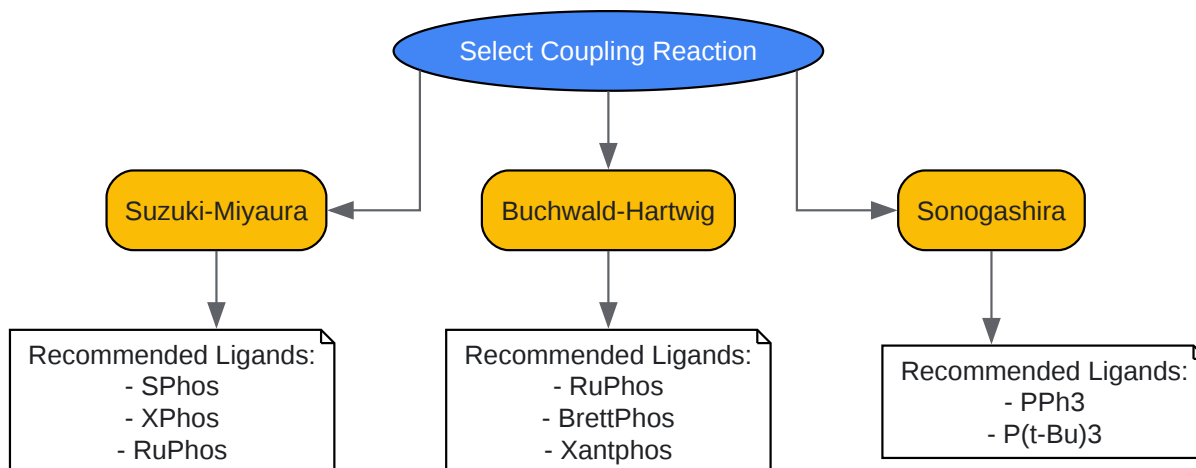 Select Coupling Reaction
Suzuki-Miyaura
Buchwald-Hartwig
Sonogashira
Recommended Ligands:
- SPhos
- XPhos
- RuPhos
Recommended Ligands:
- RuPhos
- BrettPhos
- Xantphos
Recommended Ligands:
- PPh3
- P(t-Bu)3